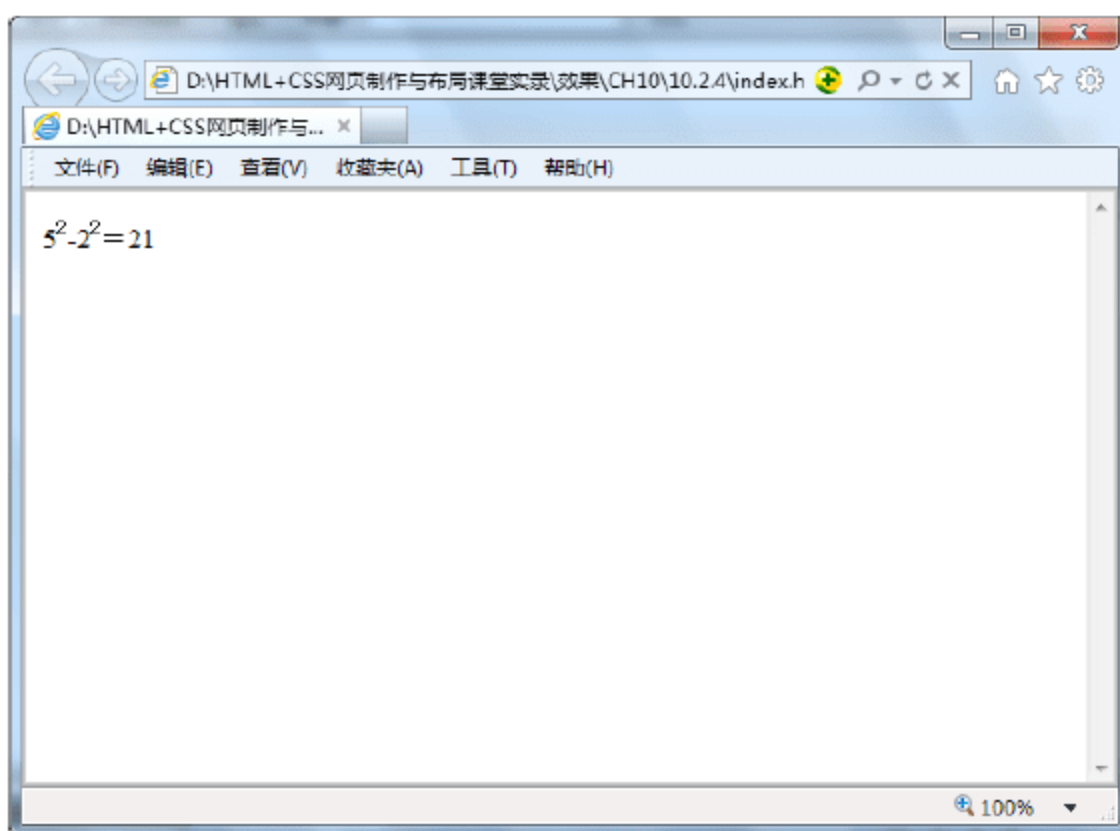 D:\HTML+CSS网页制作与布局课堂实录\效果\CH10\10.2.4\index.h
D:\HTML+CSS网页制作与...
文件(F) 编辑(E) 查看(V) 收藏夹(A) 工具(T) 帮助(H)
5²-2²=21
100%